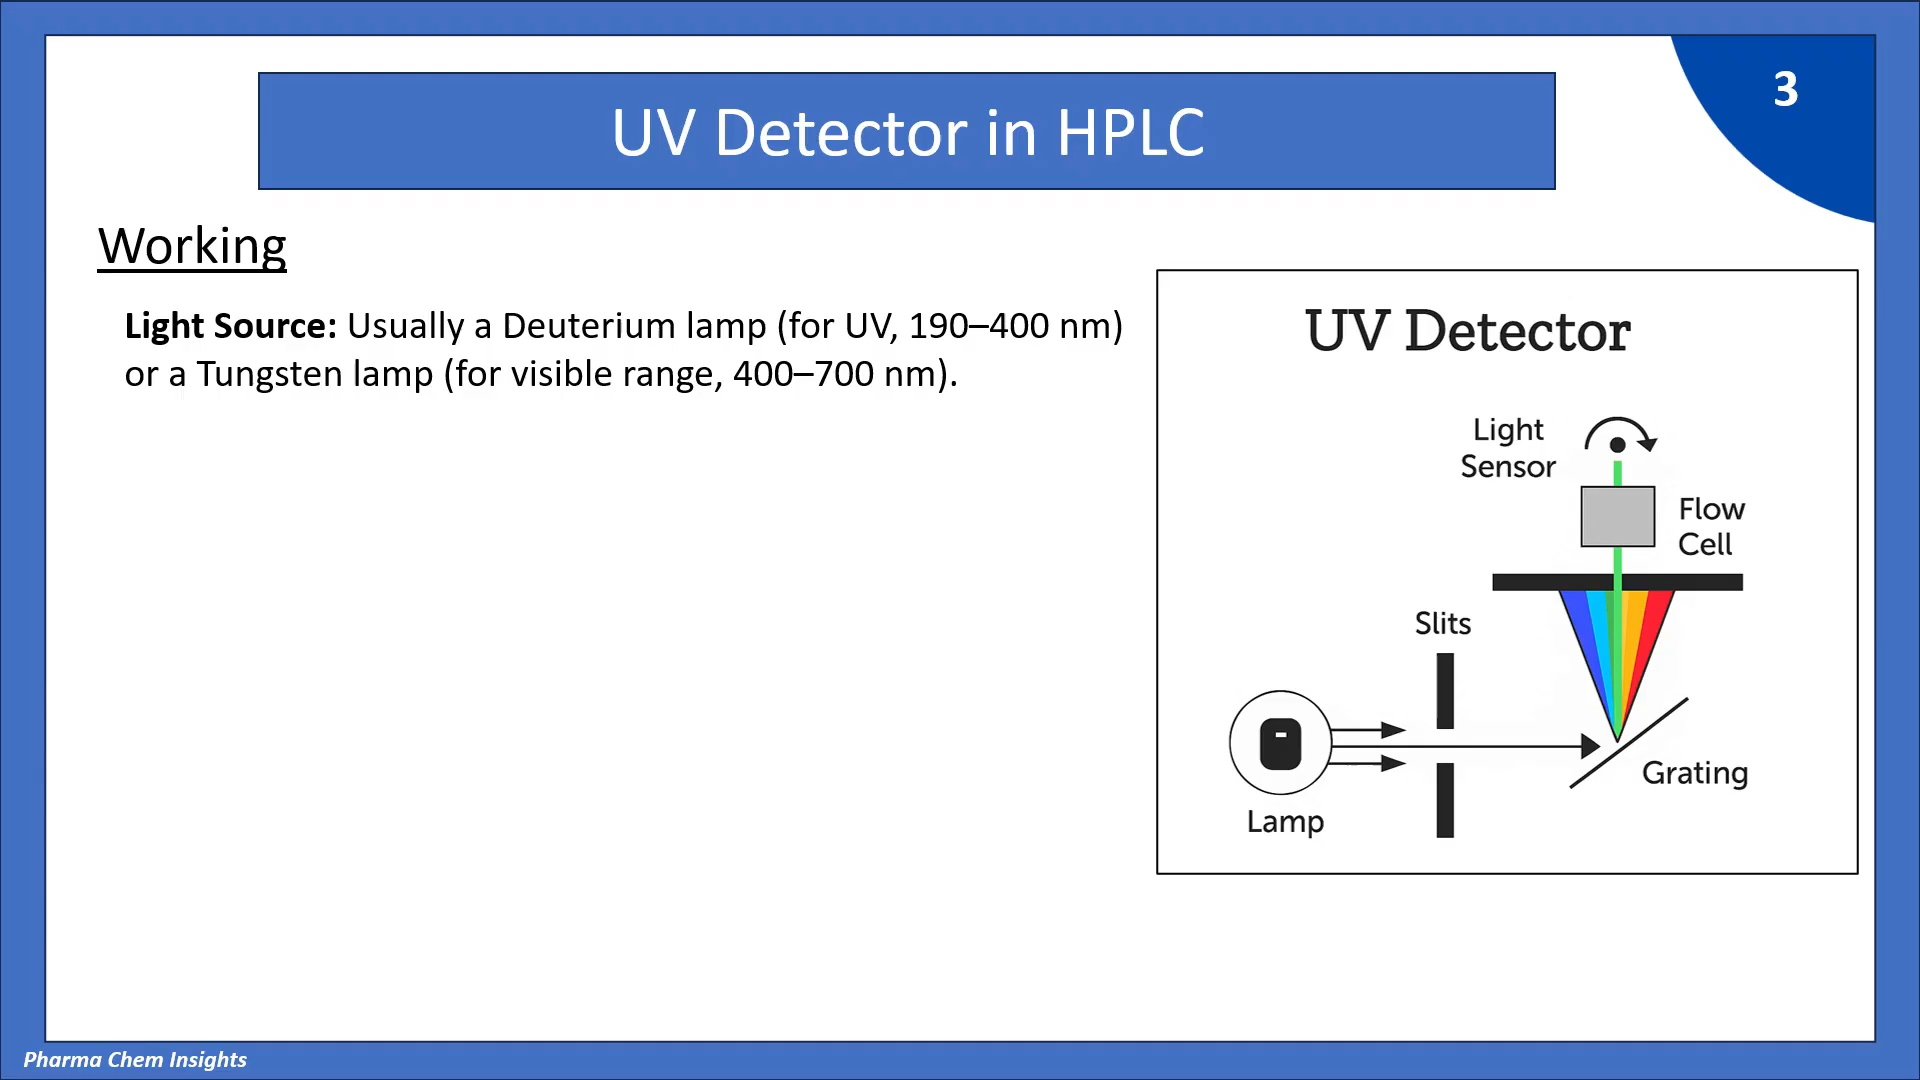 3
UV Detector in HPLC
Working
Light Source: Usually a Deuterium lamp (for UV, 190–400 nm)
or a Tungsten lamp (for visible range, 400–700 nm).
UV Detector
Light
Sensor
Flow
Cell
Slits
Grating
Lamp
Pharma Chem Insights